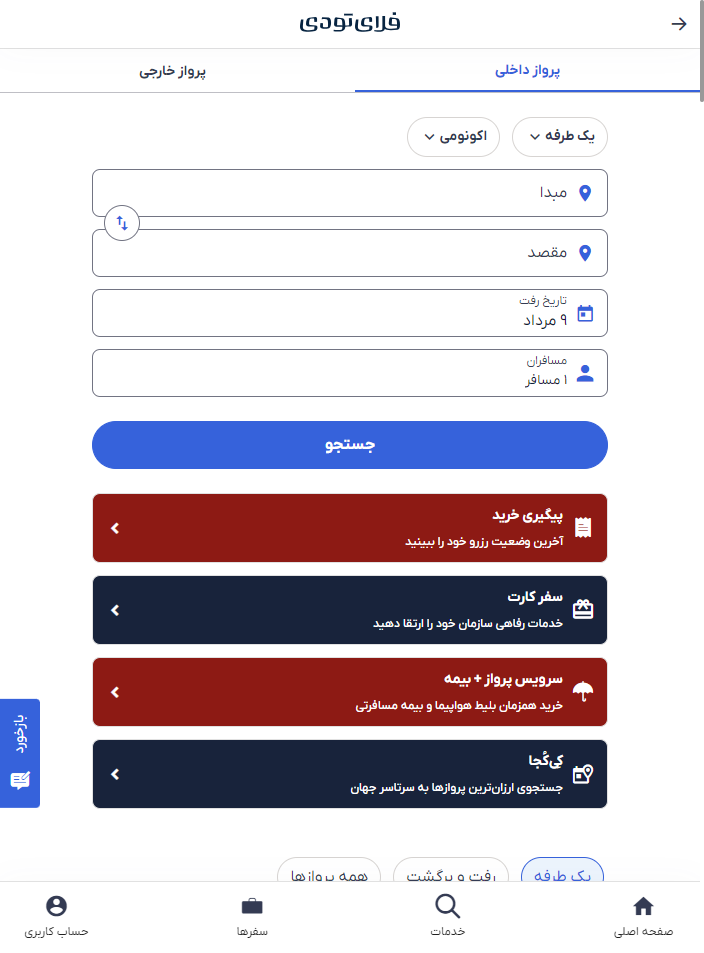 فلای‌تودی
پرواز داخلی
پرواز خارجی
یک طرفه
اکونومی
مبدا
مقصد
تاریخ رفت
۹ مرداد
مسافران
۱ مسافر
جستجو
پیگیری خرید
آخرین وضعیت رزرو خود را ببینید
سفر کارت
خدمات رفاهی سازمان خود را ارتقا دهید
سرویس پرواز + بیمه
خرید همزمان بلیط هواپیما و بیمه مسافرتی
کِی‌کُجا
جستجوی ارزان‌ترین پروازها به سرتاسر جهان
بازخورد
یک طرفه
رفت و برگشت
همه پروازها
صفحه اصلی
خدمات
سفرها
حساب کاربری